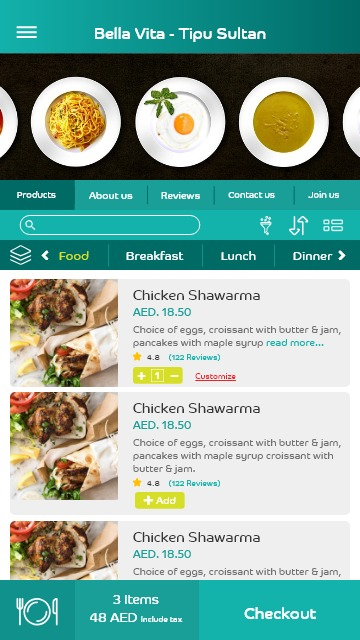 Bella Vita - Tipu Sultan
Products About us Reviews Contact us Join us
Food Breakfast Lunch Dinner
Chicken Shawarma
AED. 18.50
Choice of eggs, croissant with butter & jam,
pancakes with maple syrup read more...
4.8 (122 Reviews)
+ 1 − Customize
Chicken Shawarma
AED. 18.50
Choice of eggs, croissant with butter & jam,
pancakes with maple syrup croissant with
butter & jam.
4.8 (122 Reviews)
+ Add
Chicken Shawarma
AED. 18.50
Choice of eggs, croissant with butter & jam,
3 Items
48 AED Include tax
Checkout